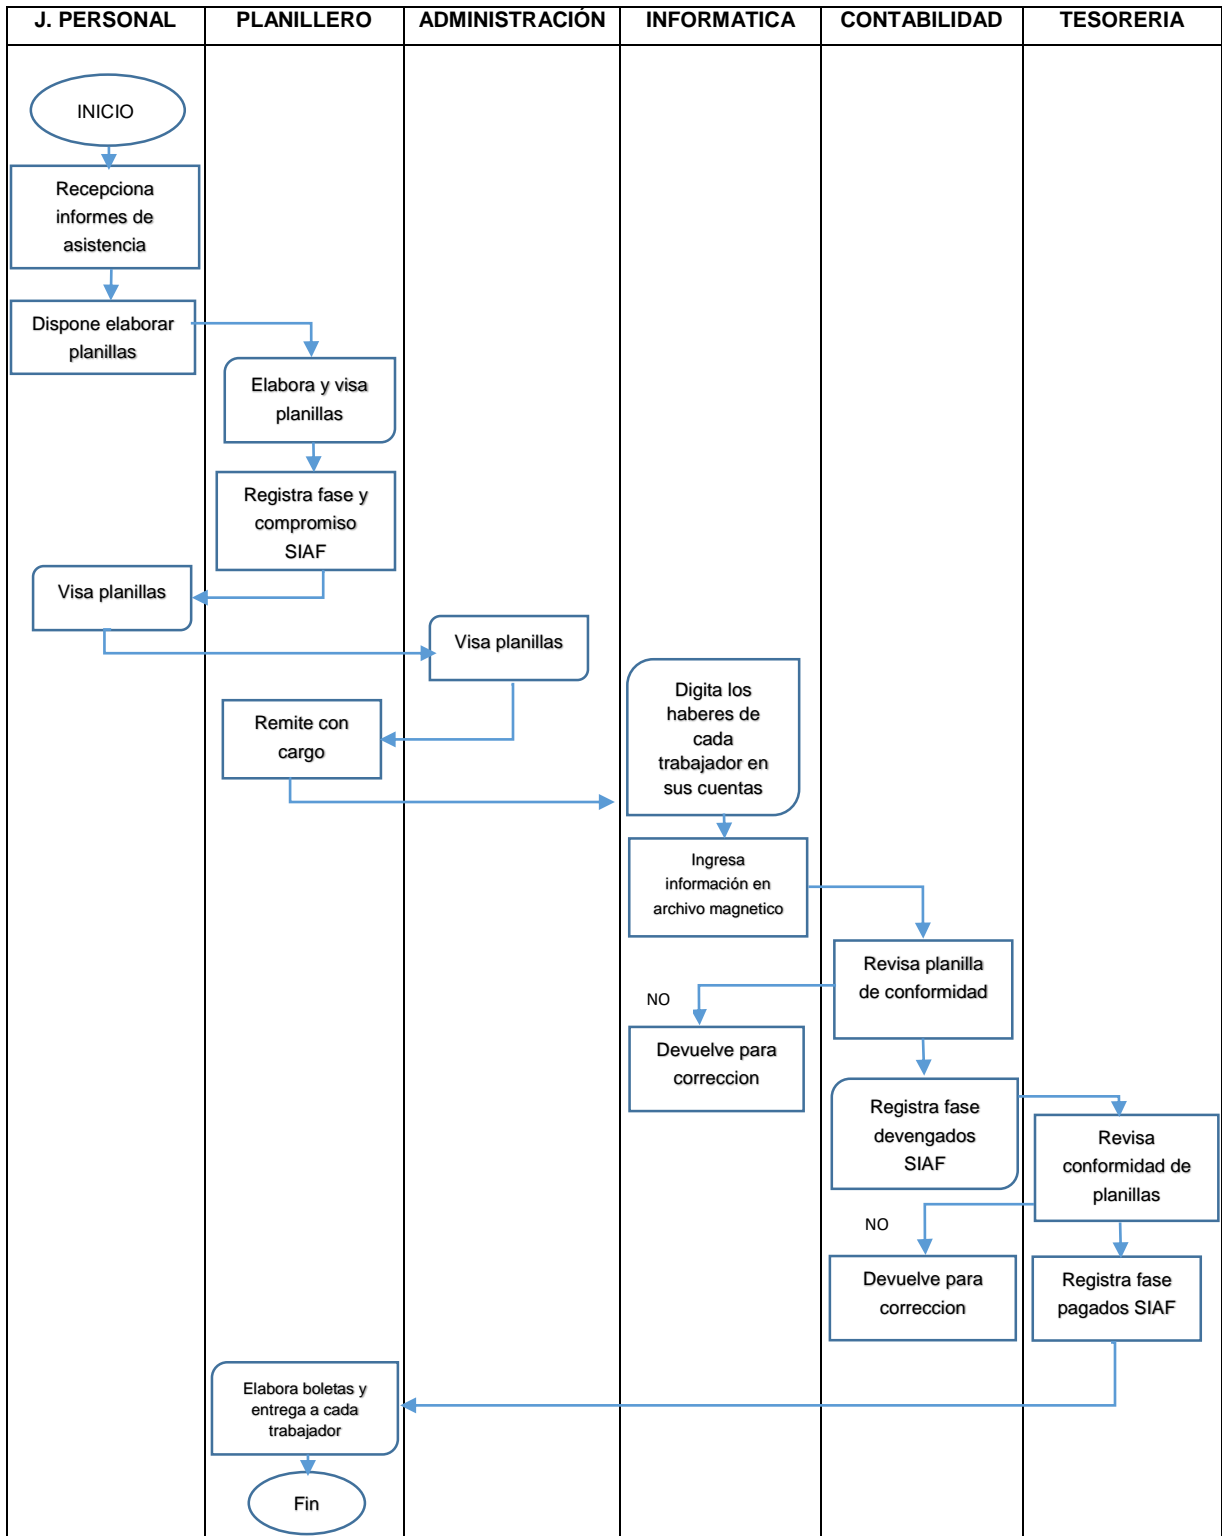 J. PERSONAL
PLANILLERO
ADMINISTRACIÓN
INFORMATICA
CONTABILIDAD
TESORERIA
INICIO
Recepciona
informes de
asistencia
Dispone elaborar
planillas
Elabora y visa
planillas
Registra fase y
compromiso
SIAF
Visa planillas
Visa planillas
Remite con
cargo
Digita los
haberes de
cada
trabajador en
sus cuentas
Ingresa
información en
archivo magnetico
Revisa planilla
de conformidad
NO
Devuelve para
correccion
Registra fase
devengados
SIAF
Revisa
conformidad de
planillas
NO
Devuelve para
correccion
Registra fase
pagados SIAF
Elabora boletas y
entrega a cada
trabajador
Fin